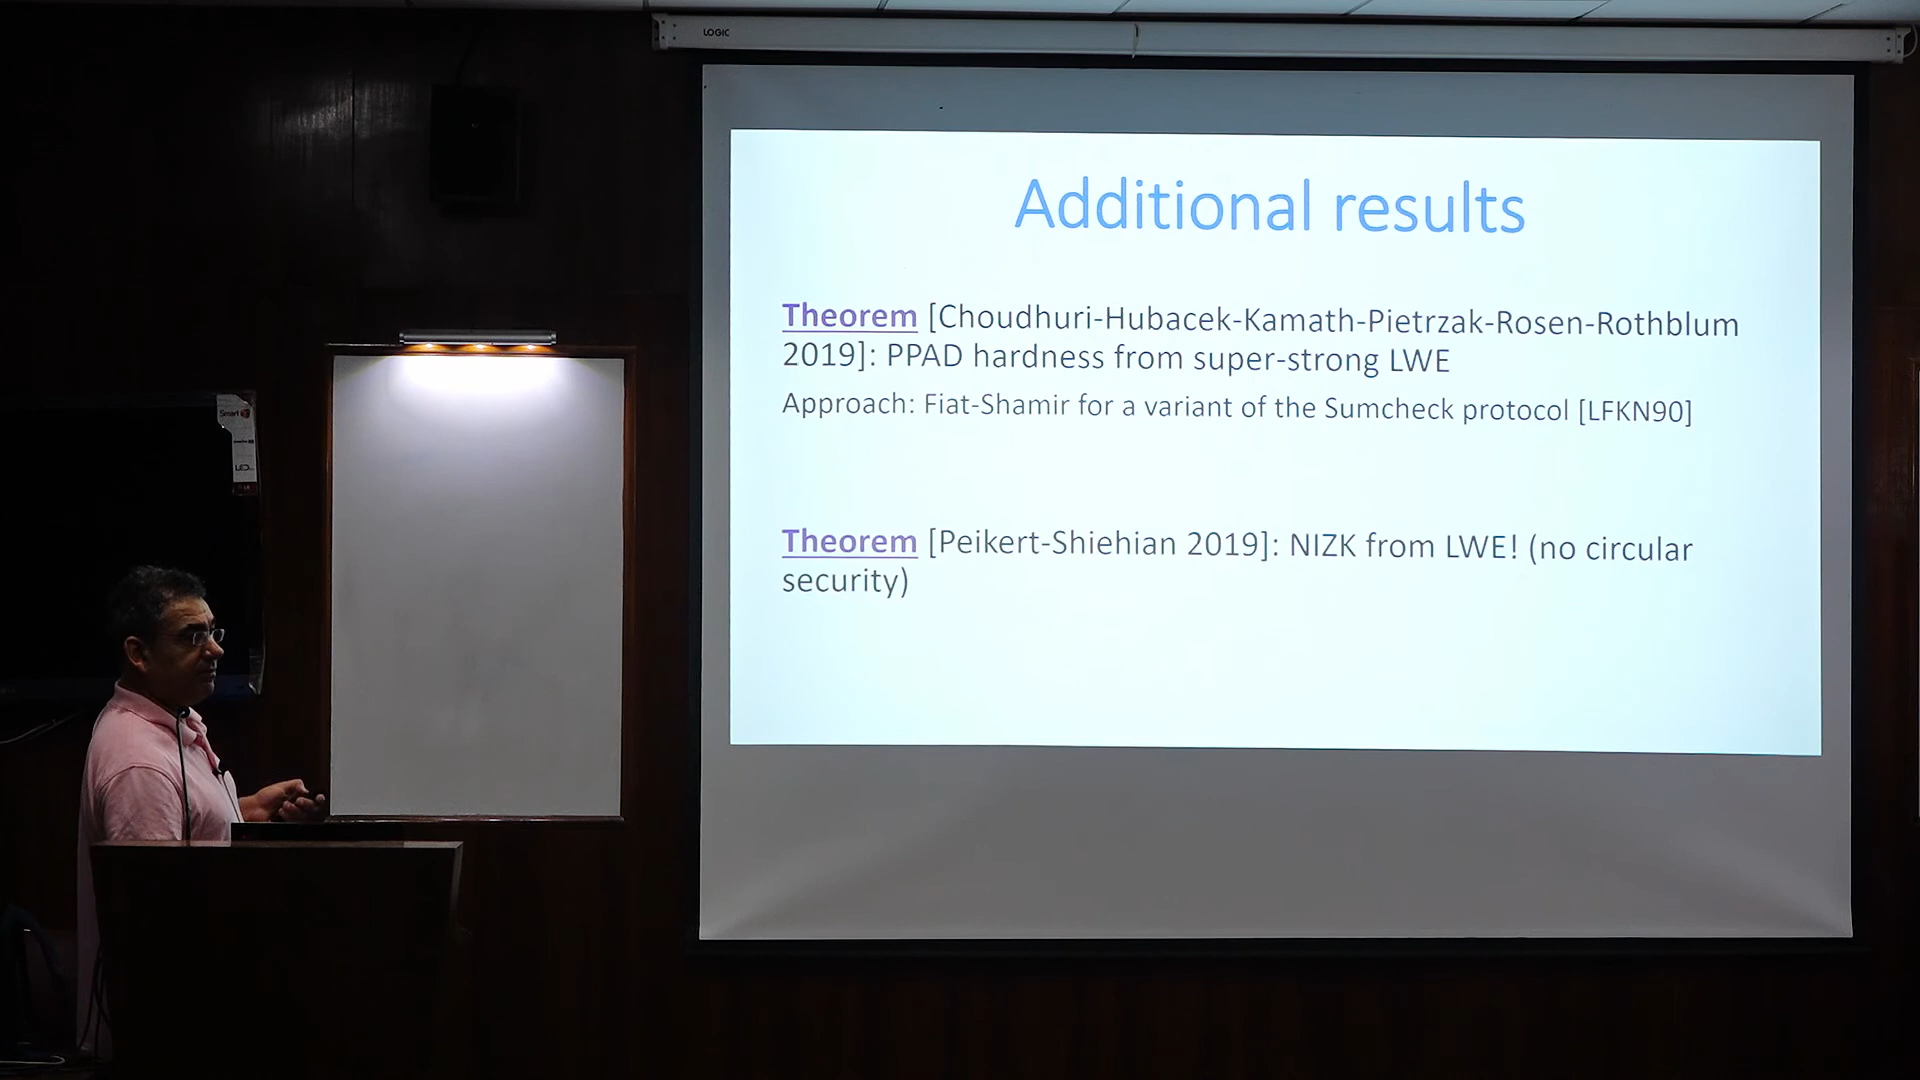 LOGIC
Additional results
Theorem [Choudhuri-Hubacek-Kamath-Pietrzak-Rosen-Rothblum
2019]: PPAD hardness from super-strong LWE
Approach: Fiat-Shamir for a variant of the Sumcheck protocol [LFKN90]
Theorem [Peikert-Shiehian 2019]: NIZK from LWE! (no circular
security)
Smart